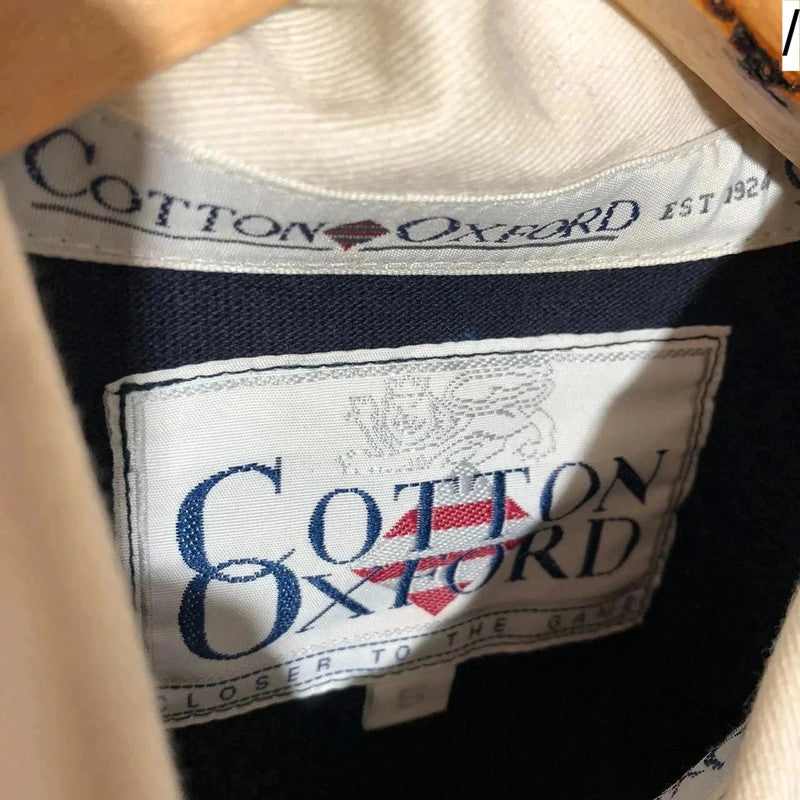 /
COTTON OXFORD EST 1924
COTTON
OXFORD
CLOSER TO THE GAME